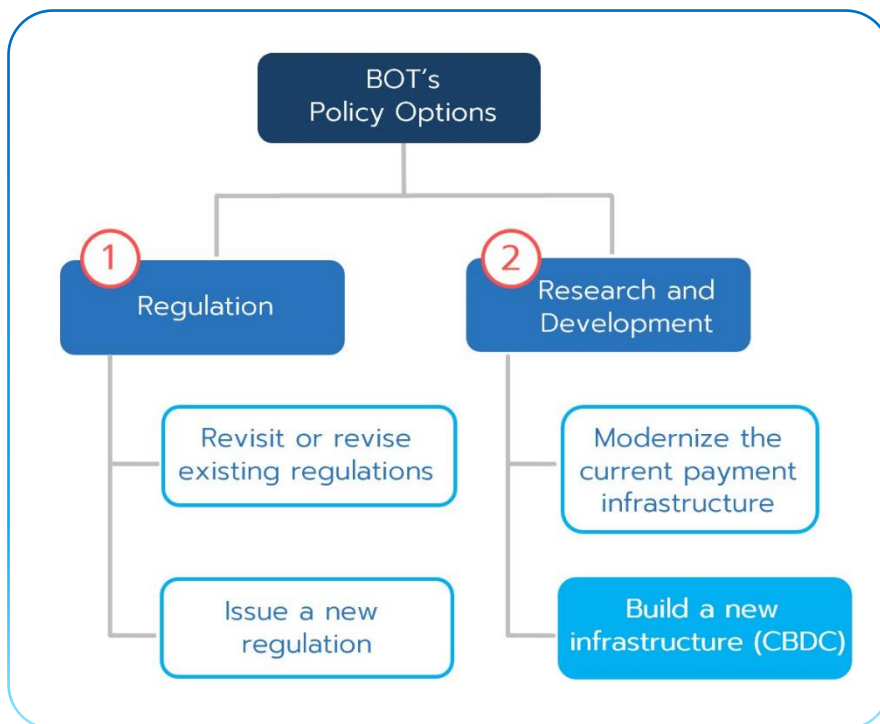 BOT's
Policy Options
1
Regulation
Revisit or revise
existing regulations
Issue a new
regulation
2
Research and
Development
Modernize the
current payment
infrastructure
Build a new
infrastructure (CBDC)